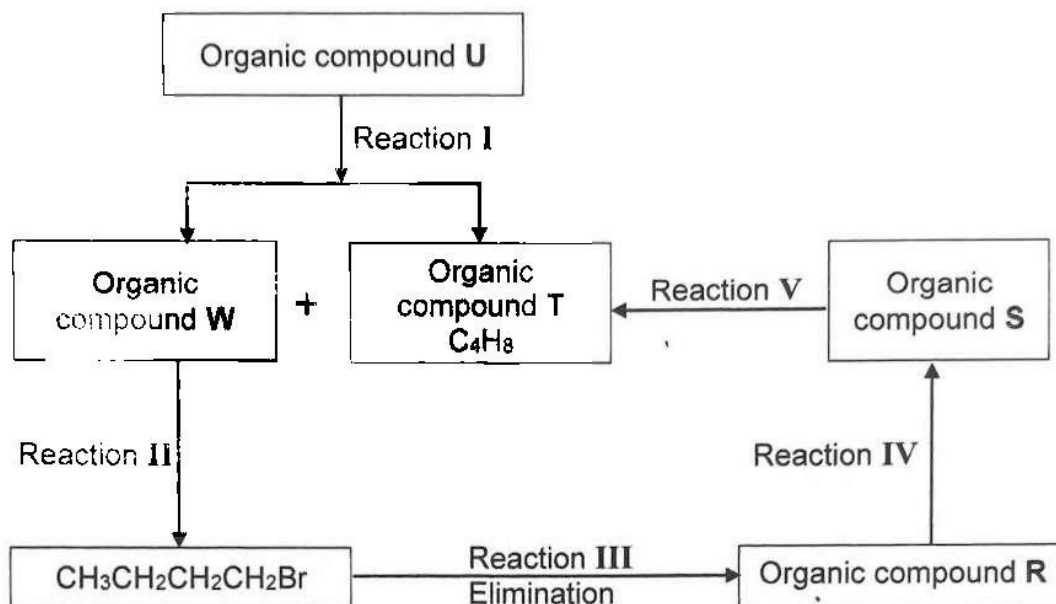 Organic compound U
Reaction I
Organic
compound W
+
Organic
compound T
C₄H₈
Reaction V
Organic
compound S
Reaction II
Reaction IV
CH₃CH₂CH₂CH₂Br
Reaction III
Elimination
Organic compound R